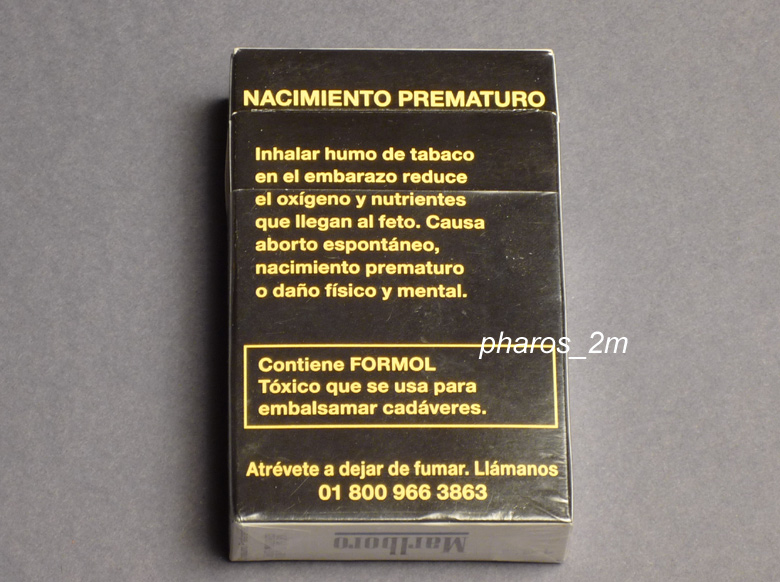 NACIMIENTO PREMATURO
Inhalar humo de tabaco
en el embarazo reduce
el oxígeno y nutrientes
que llegan al feto. Causa
aborto espontáneo,
nacimiento prematuro
o daño físico y mental.
pharos_2m
Contiene FORMOL
Tóxico que se usa para
embalsamar cadáveres.
Atrévete a dejar de fumar. Llámanos
01 800 966 3863
Marlboro